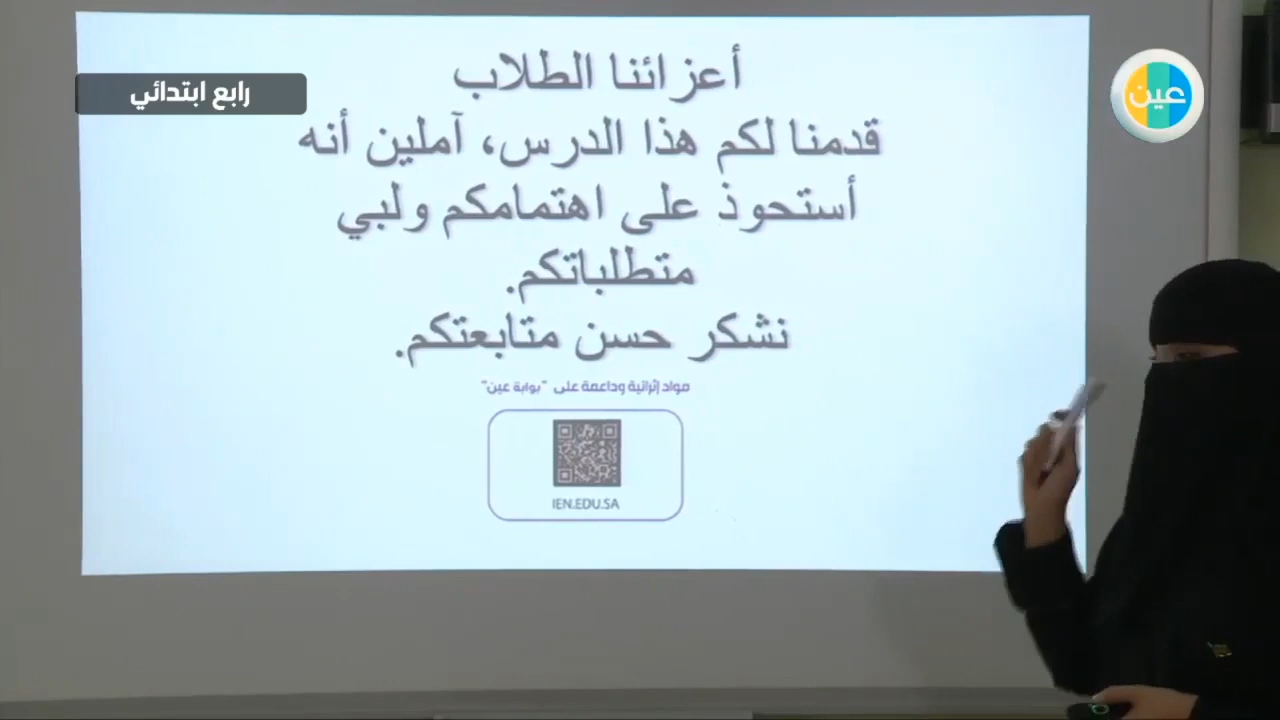 رابع ابتدائي
عين
أعزائنا الطلاب
قدمنا لكم هذا الدرس، آملين أنه
أستحوذ على اهتمامكم ولبي
متطلباتكم.
نشكر حسن متابعتكم.
مواد إثرائية وداعمة على "بوابة عين"
IEN.EDU.SA